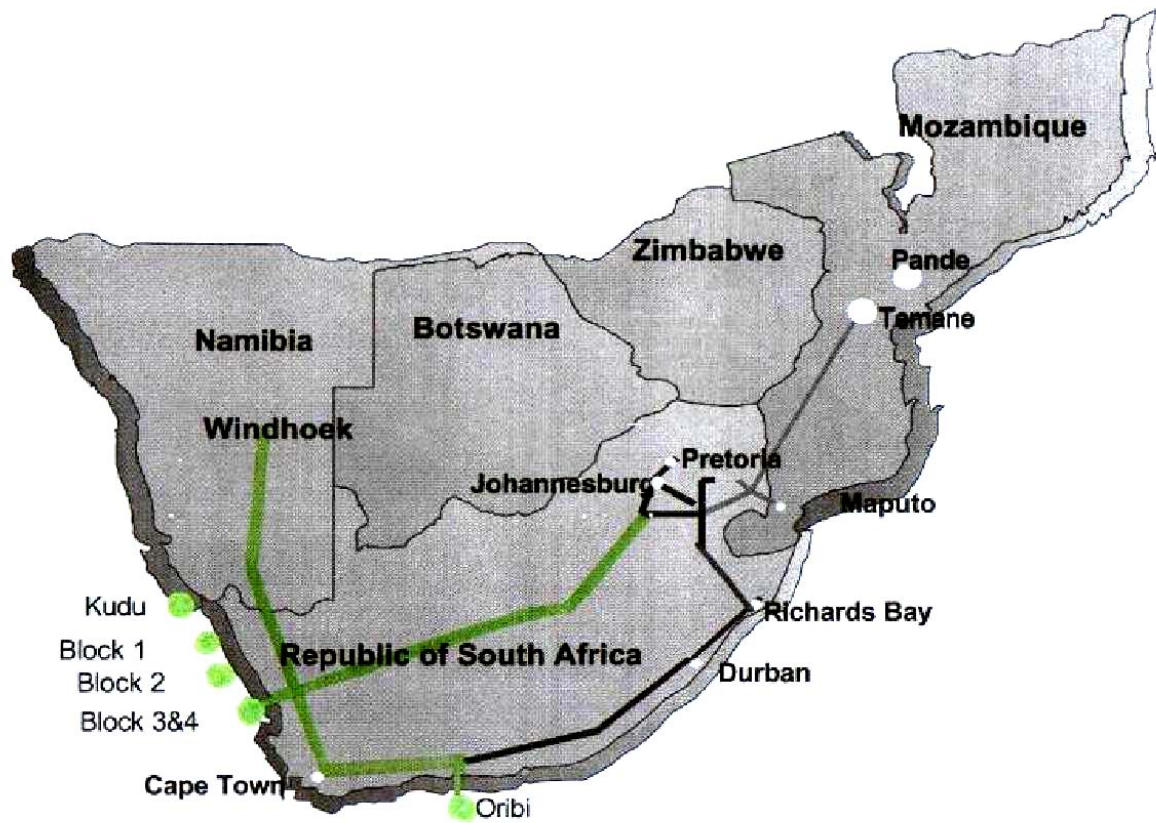 Mozambique
Zimbabwe
Pande
Temane
Namibia
Botswana
Windhoek
Pretoria
Johannesburg
Maputo
Kudu
Richards Bay
Block 1
Republic of South Africa
Durban
Block 2
Block 3&4
Cape Town
Oribi